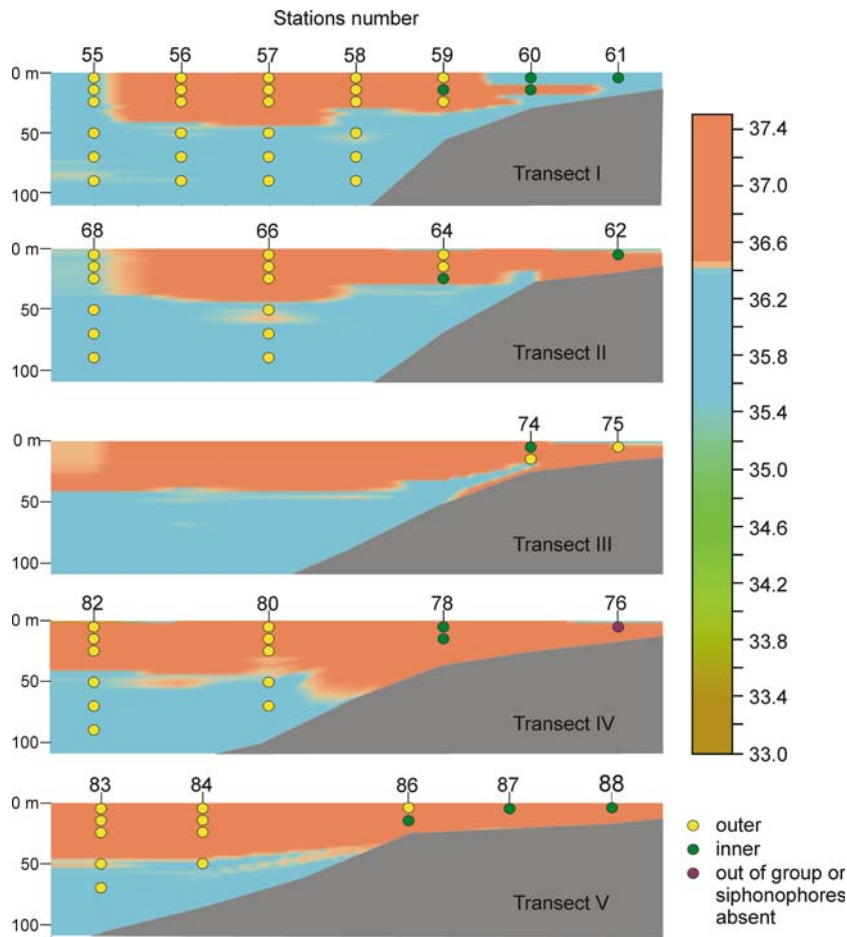 Stations number
55 56 57 58 59 60 61
0 m
50
100
Transect I
68 66 64 62
0 m
50
100
Transect II
74 75
0 m
50
100
Transect III
82 80 78 76
0 m
50
100
Transect IV
83 84 86 87 88
0 m
50
100
Transect V
37.4
37.0
36.6
36.2
35.8
35.4
35.0
34.6
34.2
33.8
33.4
33.0
outer
inner
out of group or
siphonophores
absent